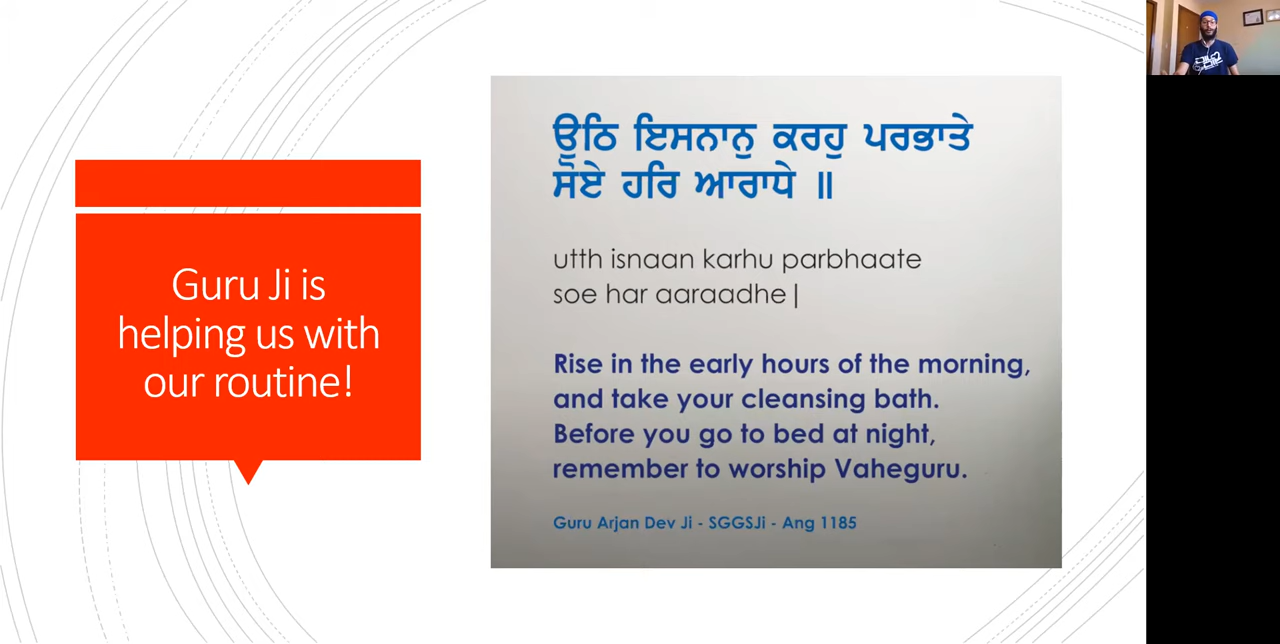 Guru Ji is
helping us with
our routine!
ਊਠਿ ਇਸਨਾਨੁ ਕਰਹੁ ਪਰਭਾਤੇ
ਸੋਏ ਹਰਿ ਆਰਾਧੇ ॥
utth isnaan karhu parbhaate
soe har aaraadhe|
Rise in the early hours of the morning,
and take your cleansing bath.
Before you go to bed at night,
remember to worship Vaheguru.
Guru Arjan Dev Ji - SGGSJi - Ang 1185